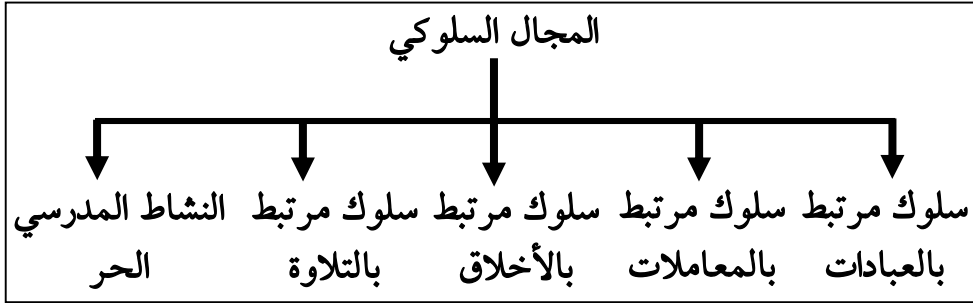 المجال السلوكي
سلوك مرتبط بالعبادات
سلوك مرتبط بالمعاملات
سلوك مرتبط بالأخلاق
سلوك مرتبط بالتلاوة
النشاط المدرسي الحر